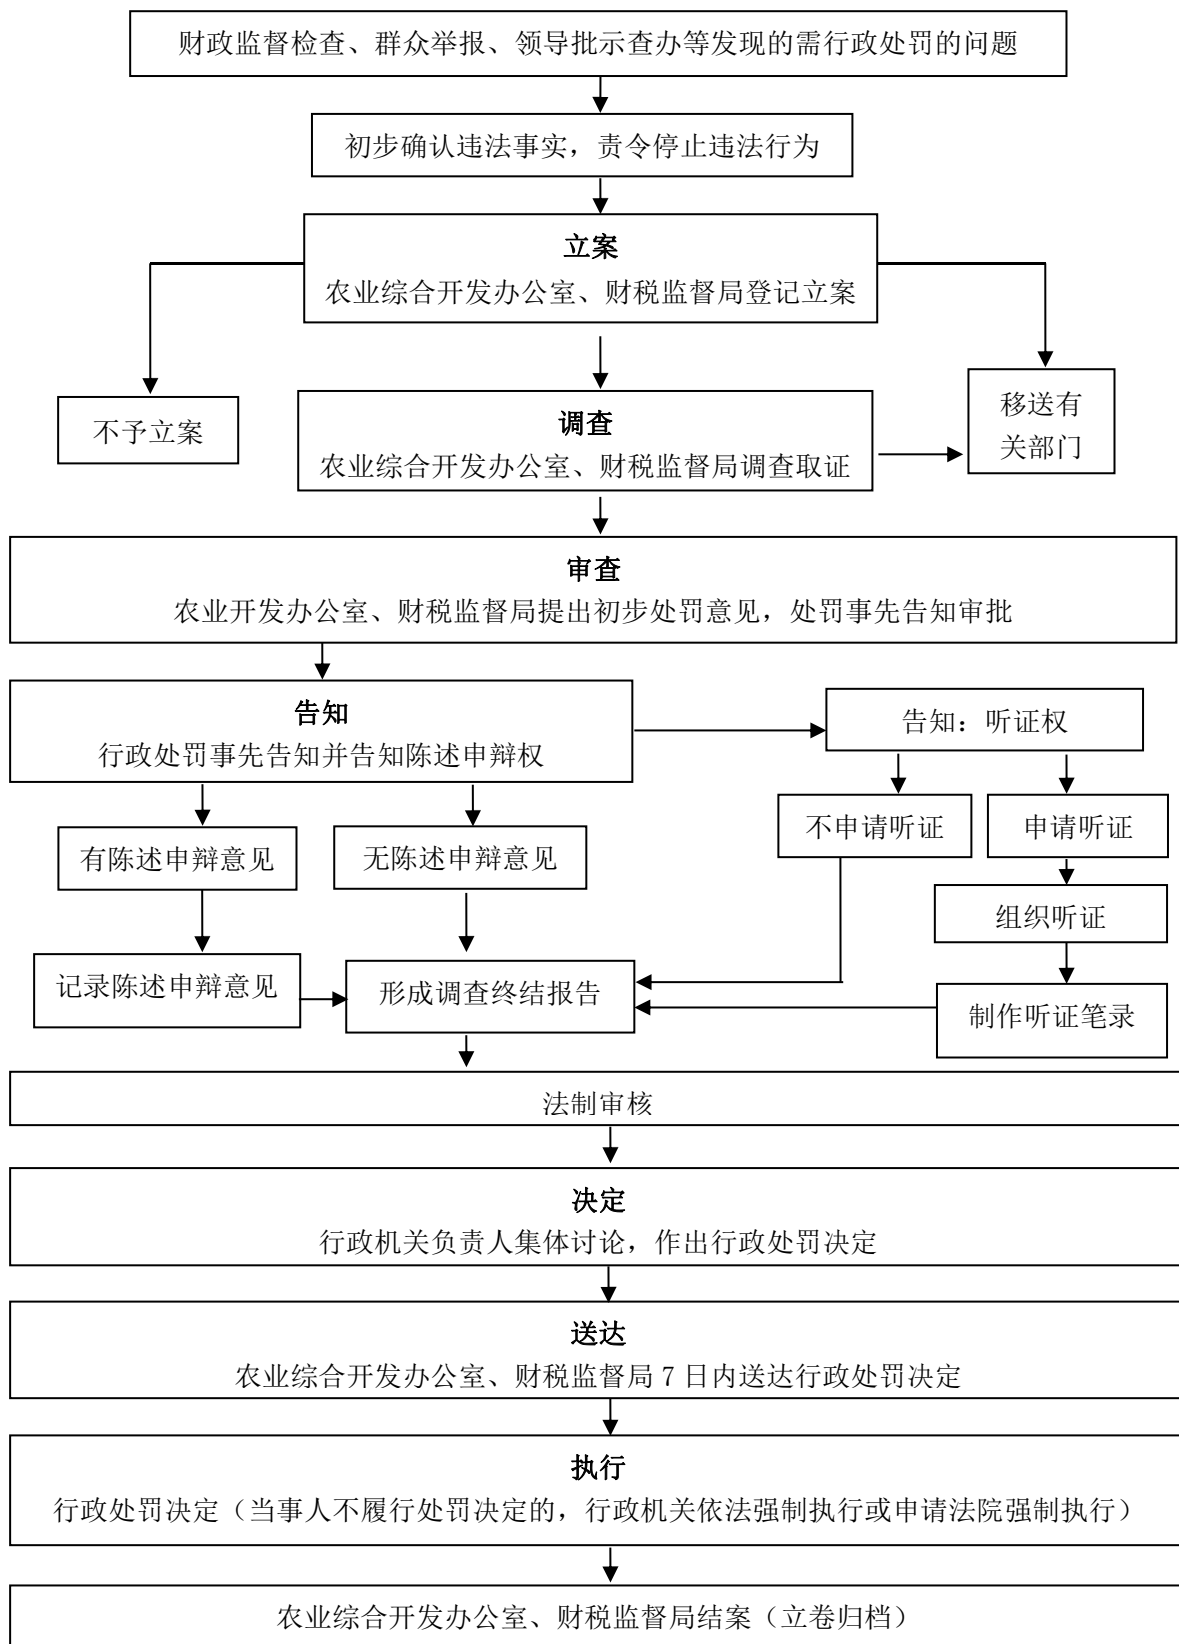 财政监督检查、群众举报、领导批示查办等发现的需行政处罚的问题
初步确认违法事实，责令停止违法行为
立案
农业综合开发办公室、财税监督局登记立案
不予立案
移送有
关部门
调查
农业综合开发办公室、财税监督局调查取证
审查
农业开发办公室、财税监督局提出初步处罚意见，处罚事先告知审批
告知
行政处罚事先告知并告知陈述申辩权
告知：听证权
不申请听证
申请听证
有陈述申辩意见
无陈述申辩意见
组织听证
记录陈述申辩意见
形成调查终结报告
制作听证笔录
法制审核
决定
行政机关负责人集体讨论，作出行政处罚决定
送达
农业综合开发办公室、财税监督局 7 日内送达行政处罚决定
执行
行政处罚决定（当事人不履行处罚决定的，行政机关依法强制执行或申请法院强制执行）
农业综合开发办公室、财税监督局结案（立卷归档）